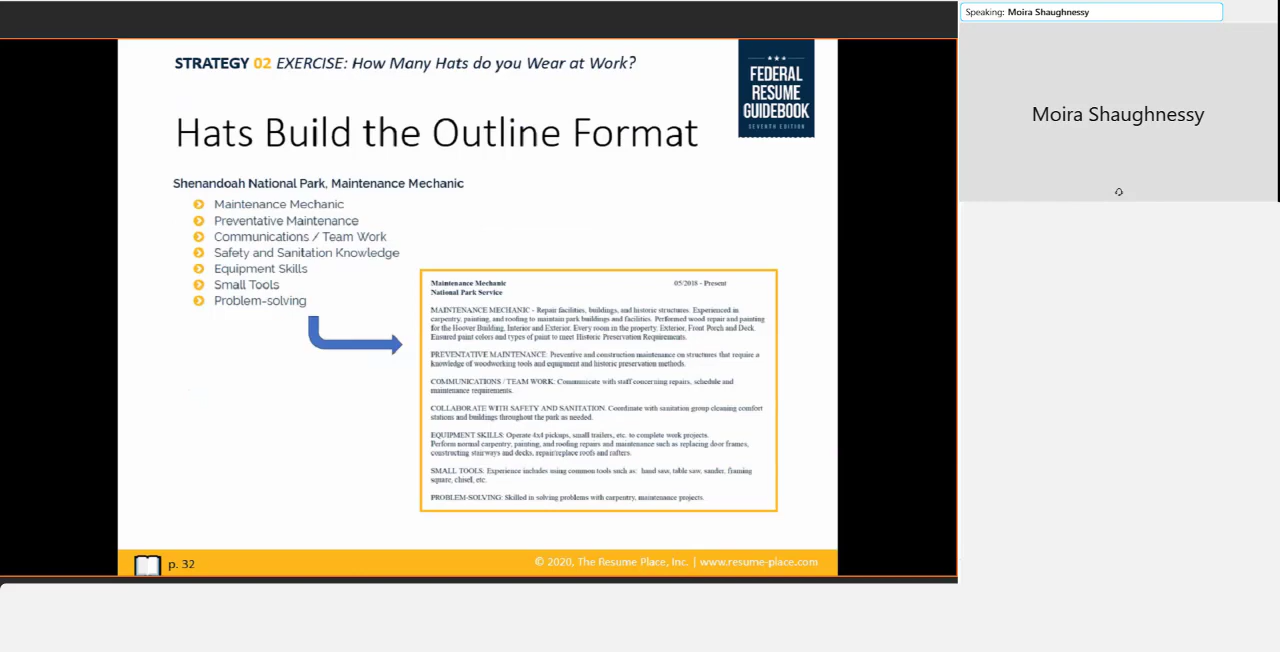 Speaking: Moira Shaughnessy
Moira Shaughnessy
STRATEGY 02 EXERCISE: How Many Hats do you Wear at Work?
FEDERAL
RESUME
GUIDEBOOK
SEVENTH EDITION
Hats Build the Outline Format
Shenandoah National Park, Maintenance Mechanic
Maintenance Mechanic
Preventative Maintenance
Communications / Team Work
Safety and Sanitation Knowledge
Equipment Skills
Small Tools
Problem-solving
Maintenance Mechanic 05/2018 - Present
National Park Service
MAINTENANCE MECHANIC - Repair facilities, buildings, and historic structures. Experienced in
carpentry, painting, and roofing to maintain park buildings and facilities. Performed wood repair and painting
for the Hoover Building, Interior and Exterior. Every room in the property. Exterior, Front Porch and Deck.
Ensured paint colors and types of paint to meet Historic Preservation Requirements.
PREVENTATIVE MAINTENANCE: Preventive and construction maintenance on structures that require a
knowledge of woodworking tools and equipment and historic preservation methods.
COMMUNICATIONS / TEAM WORK: Communicate with staff concerning repairs, schedule and
maintenance requirements.
COLLABORATE WITH SAFETY AND SANITATION. Coordinate with sanitation group cleaning comfort
stations and buildings throughout the park as needed.
EQUIPMENT SKILLS: Operate 4x4 pickups, small trailers, etc. to complete work projects.
Perform normal carpentry, painting, and roofing repairs and maintenance such as replacing door frames,
constructing stairways and decks, repair/replace roofs and rafters.
SMALL TOOLS: Experience includes using common tools such as: hand saw, table saw, sander, framing
square, chisel, etc.
PROBLEM-SOLVING: Skilled in solving problems with carpentry, maintenance projects.
p. 32
© 2020, The Resume Place, Inc. | www.resume-place.com